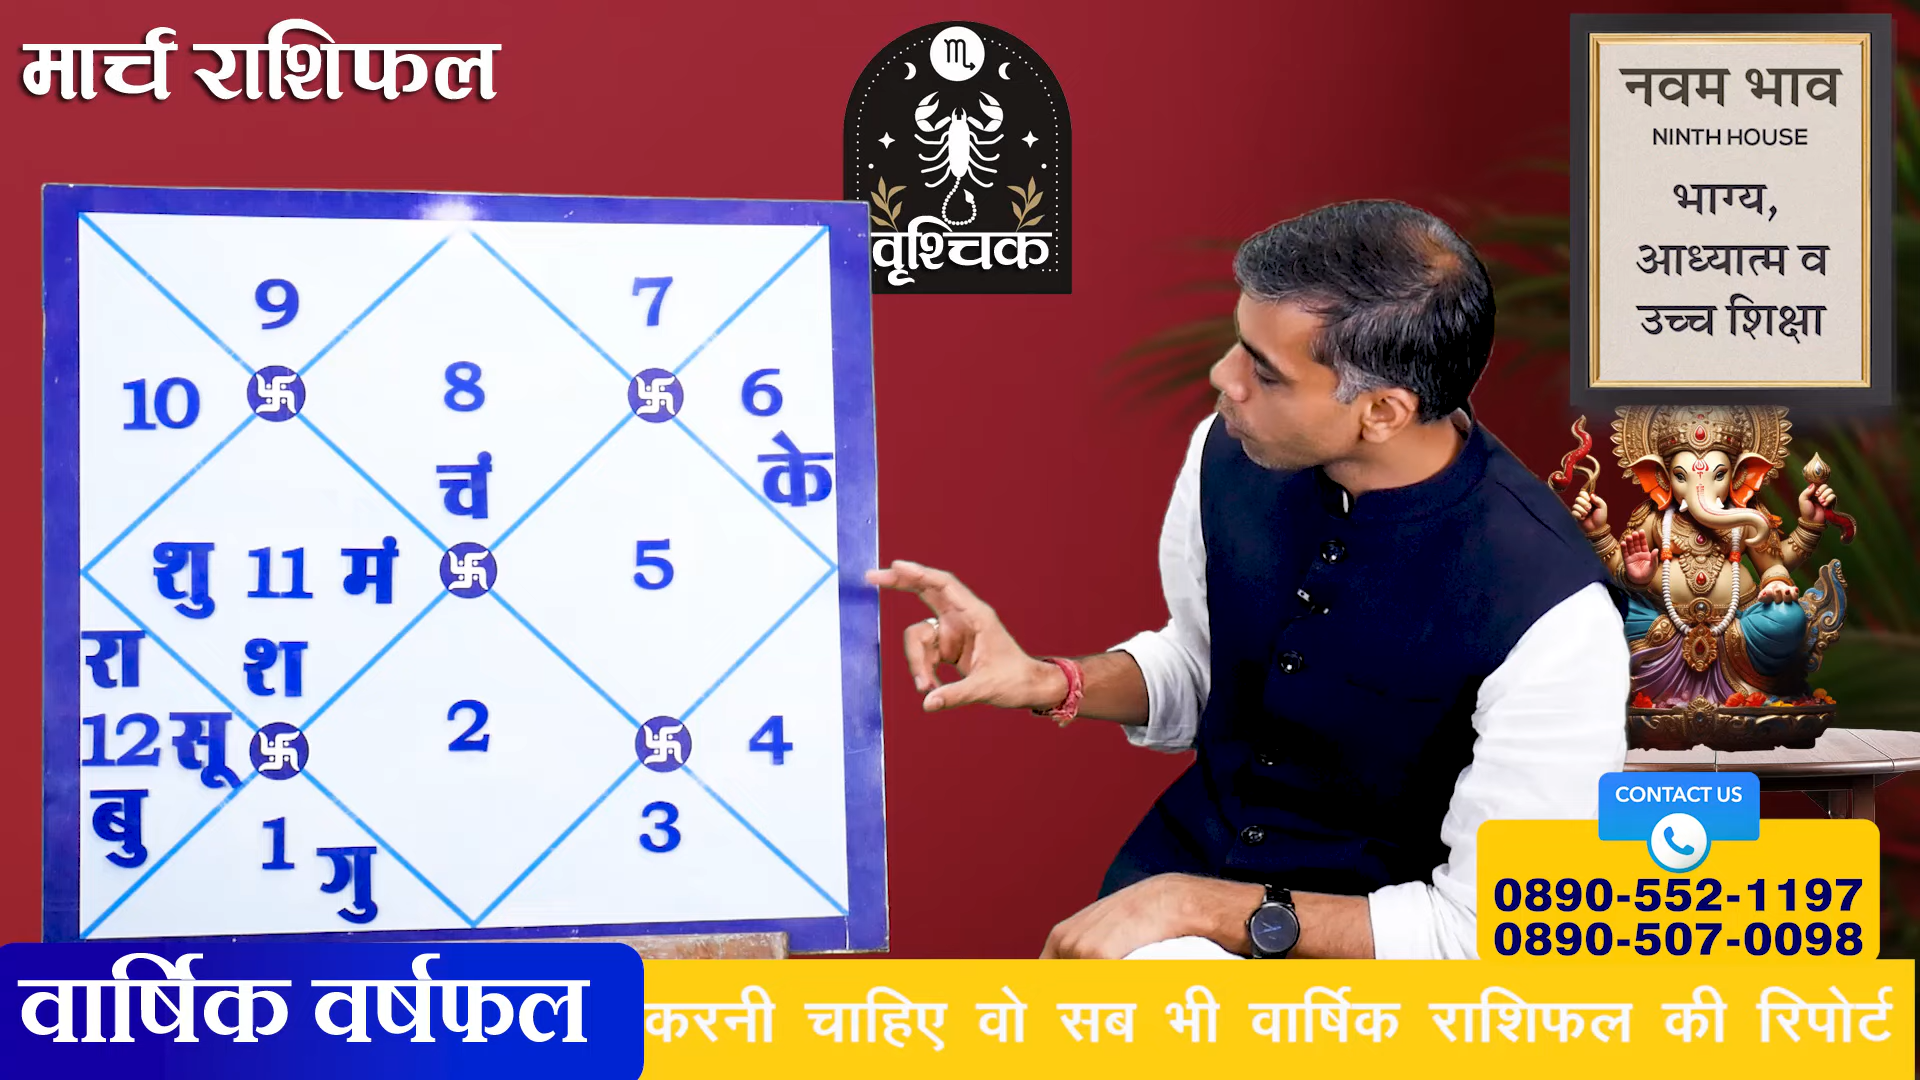 मार्च राशिफल
वृश्चिक
नवम भाव
NINTH HOUSE
भाग्य,
आध्यात्म व
उच्च शिक्षा
9
7
10
8
6
चं
के
शु 11 मं
5
रा
श
12 सू
2
4
बु
1 गु
3
CONTACT US
0890-552-1197
0890-507-0098
वार्षिक वर्षफल
करनी चाहिए वो सब भी वार्षिक राशिफल की रिपोर्ट